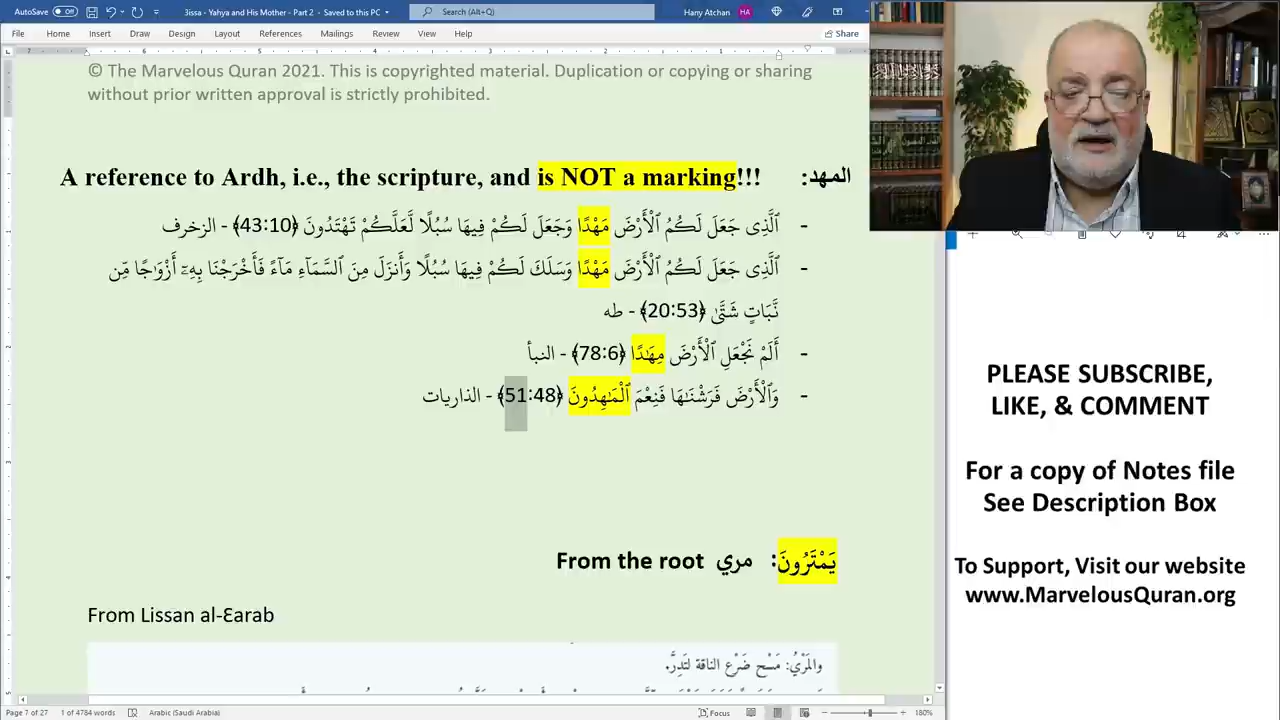 AutoSave Off 3issa - Yahya and His Mother - Part 2 - Saved to this PC Search (Alt+Q) Hany Atchan HA
File Home Insert Draw Design Layout References Mailings Review View Help Share
© The Marvelous Quran 2021. This is copyrighted material. Duplication or copying or sharing
without prior written approval is strictly prohibited.
المهد: A reference to Ardh, i.e., the scripture, and is NOT a marking!!!
- ٱلَّذِى جَعَلَ لَكُمُ ٱلْأَرْضَ مَهْدًا وَجَعَلَ لَكُمْ فِيهَا سُبُلًا لَّعَلَّكُمْ تَهْتَدُونَ ﴿43:10﴾ - الزخرف
- ٱلَّذِى جَعَلَ لَكُمُ ٱلْأَرْضَ مَهْدًا وَسَلَكَ لَكُمْ فِيهَا سُبُلًا وَأَنزَلَ مِنَ ٱلسَّمَآءِ مَآءً فَأَخْرَجْنَا بِهِۦٓ أَزْوَٰجًا مِّن
نَّبَاتٍ شَتَّىٰ ﴿20:53﴾ - طه
- أَلَمْ نَجْعَلِ ٱلْأَرْضَ مِهَٰدًا ﴿78:6﴾ - النبأ
- وَٱلْأَرْضَ فَرَشْنَٰهَا فَنِعْمَ ٱلْمَٰهِدُونَ ﴿51:48﴾ - الذاريات
يَمْتَرُونَ: From the root مري
From Lissan al-Ɛarab
والمَرْيُ: مَسْح ضَرْع الناقة لتَدِرَّ.
Page 7 of 27 1 of 4784 words Arabic (Saudi Arabia) Focus 180%
PLEASE SUBSCRIBE,
LIKE, & COMMENT
For a copy of Notes file
See Description Box
To Support, Visit our website
www.MarvelousQuran.org